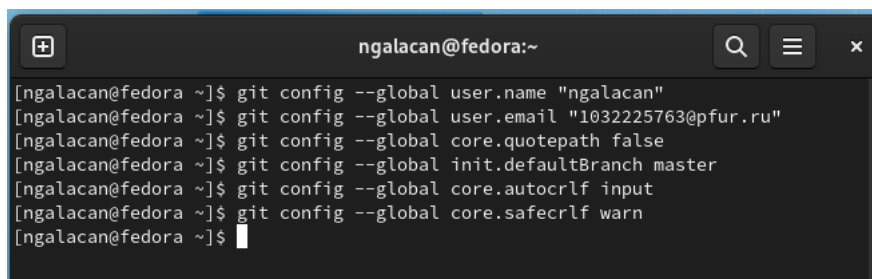 ngalacan@fedora:~
[ngalacan@fedora ~]$ git config --global user.name "ngalacan"
[ngalacan@fedora ~]$ git config --global user.email "1032225763@pfur.ru"
[ngalacan@fedora ~]$ git config --global core.quotepath false
[ngalacan@fedora ~]$ git config --global init.defaultBranch master
[ngalacan@fedora ~]$ git config --global core.autocrlf input
[ngalacan@fedora ~]$ git config --global core.safecrlf warn
[ngalacan@fedora ~]$